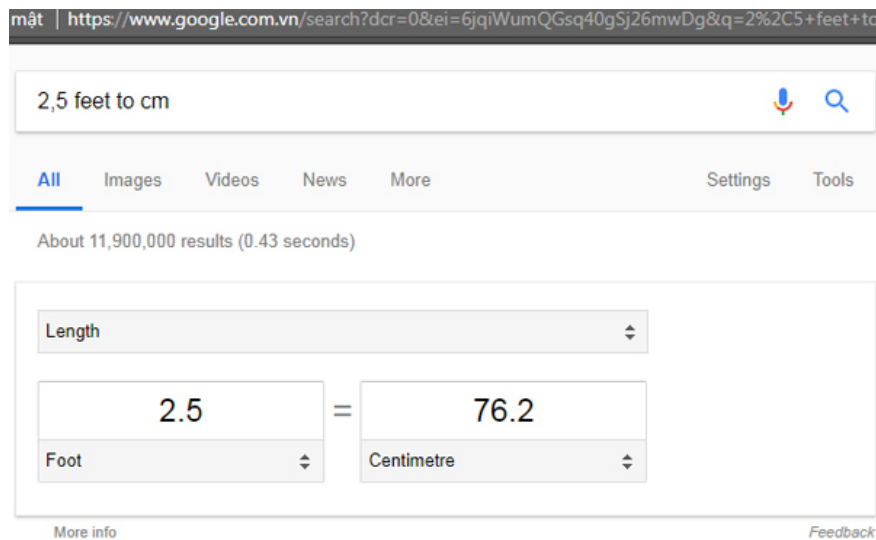 mật | https://www.google.com.vn/search?dcr=0&ei=6jqiWumQGsq40gSj26mwDg&q=2%2C5+feet+to
2,5 feet to cm
All Images Videos News More Settings Tools
About 11,900,000 results (0.43 seconds)
Length
2.5 = 76.2
Foot Centimetre
More info Feedback